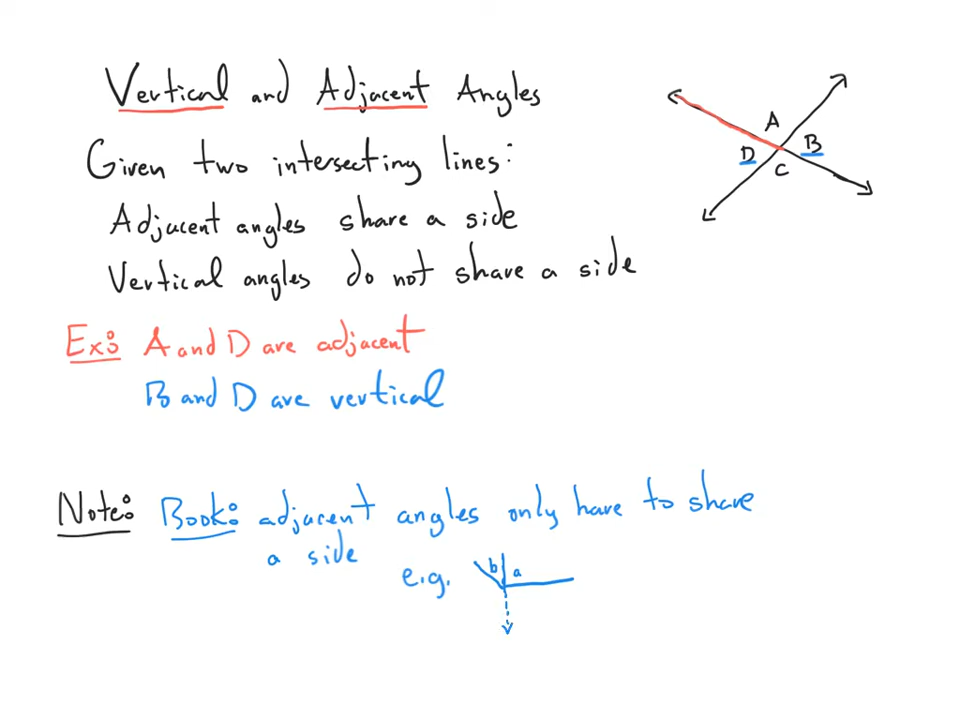 Vertical and Adjacent Angles
Given two intersecting lines:
Adjacent angles share a side
Vertical angles do not share a side
A
B
D
C
Ex: A and D are adjacent
B and D are vertical
Note: Book: adjacent angles only have to share
a side
e.g. b a